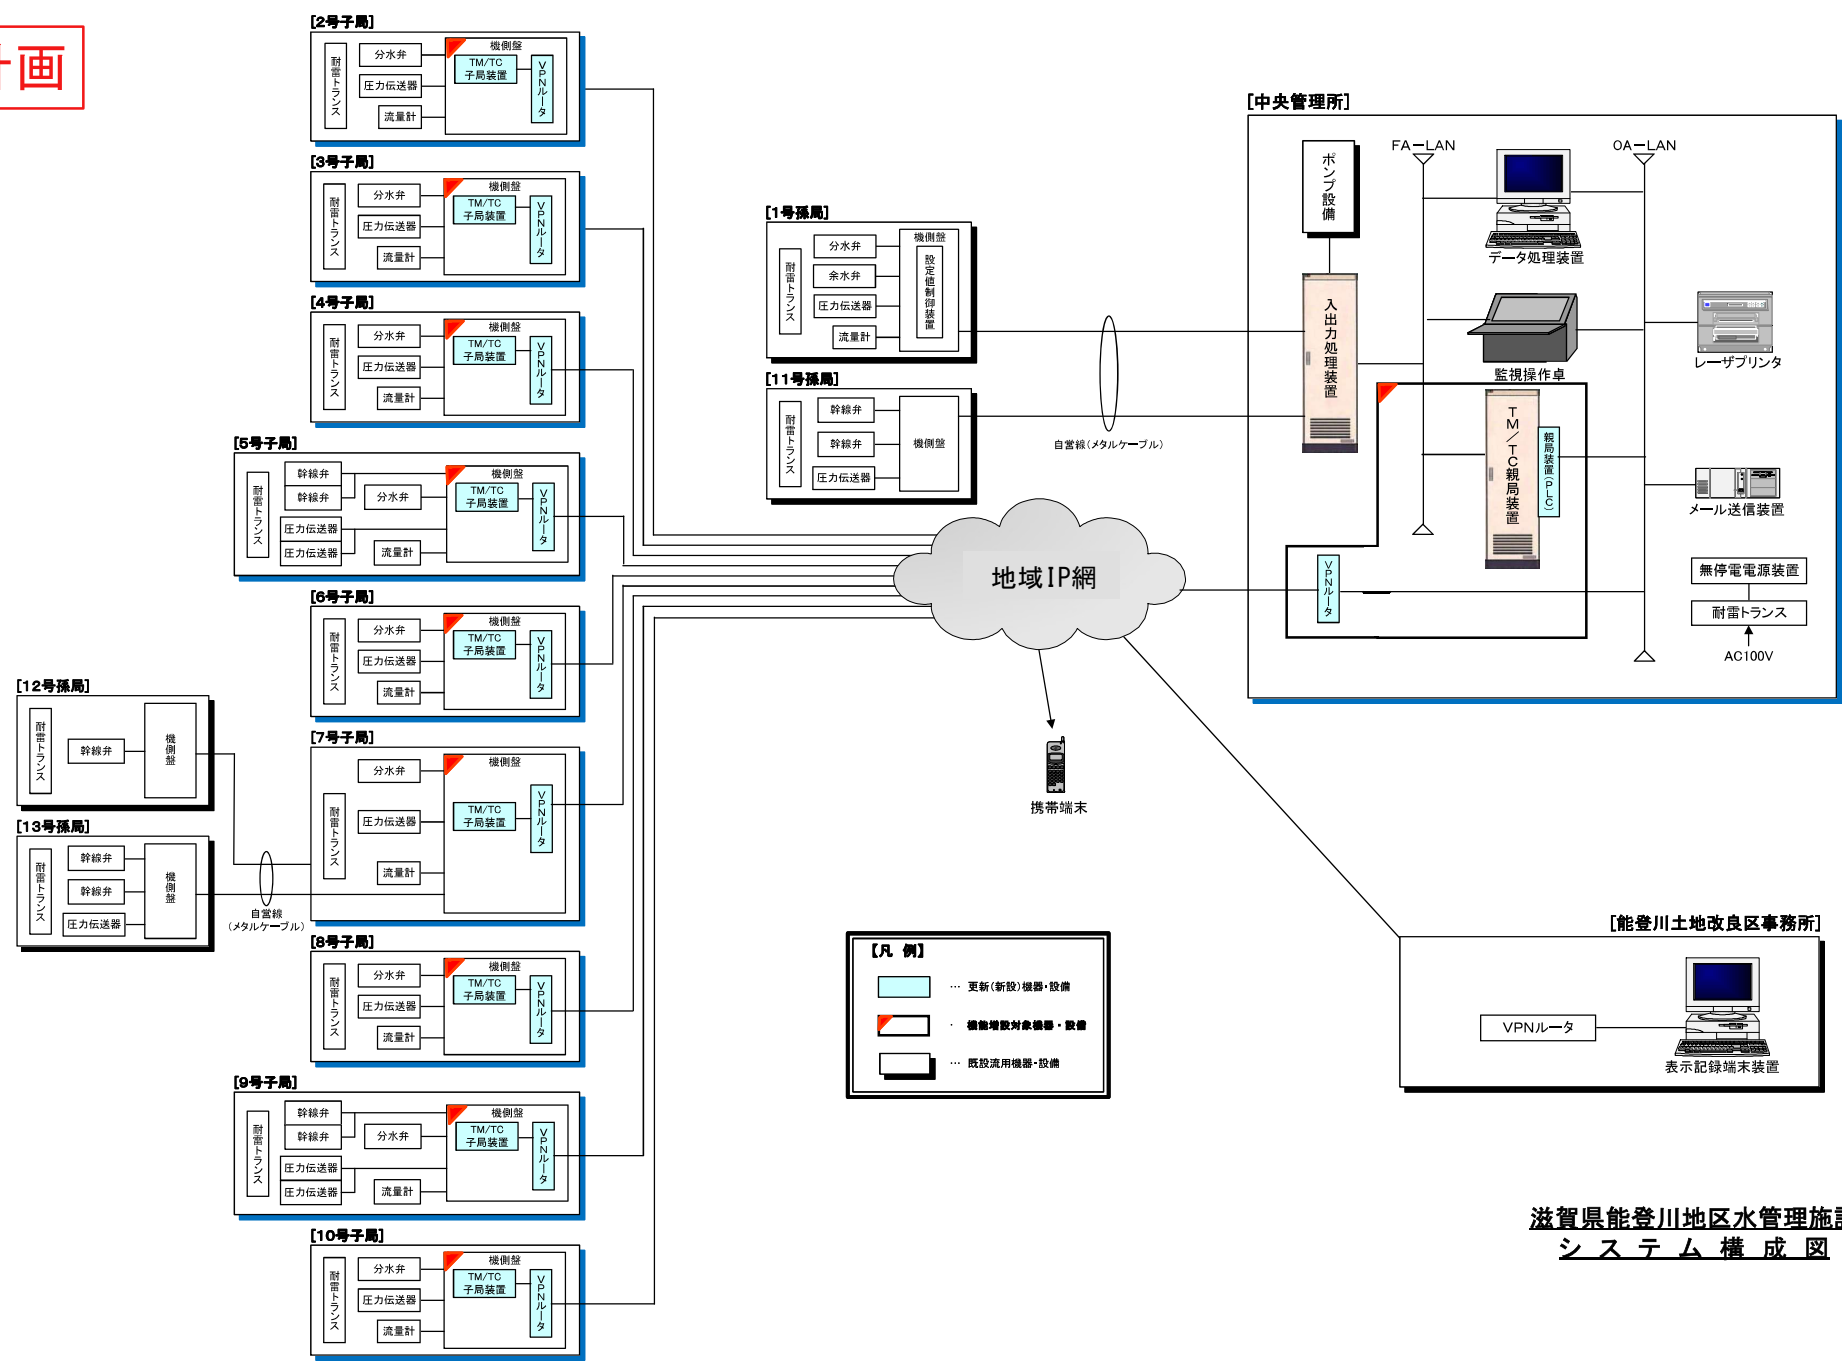 画
[2号子局]
耐雷トランス
分水弁
圧力伝送器
流量計
機側盤
TM/TC
子局装置
VPNルータ
[3号子局]
耐雷トランス
分水弁
圧力伝送器
流量計
機側盤
TM/TC
子局装置
VPNルータ
[4号子局]
耐雷トランス
分水弁
圧力伝送器
流量計
機側盤
TM/TC
子局装置
VPNルータ
[5号子局]
耐雷トランス
幹線弁
幹線弁
分水弁
圧力伝送器
圧力伝送器
流量計
機側盤
TM/TC
子局装置
VPNルータ
[6号子局]
耐雷トランス
分水弁
圧力伝送器
流量計
機側盤
TM/TC
子局装置
VPNルータ
[7号子局]
耐雷トランス
分水弁
圧力伝送器
流量計
機側盤
TM/TC
子局装置
VPNルータ
[12号孫局]
耐雷トランス
幹線弁
機側盤
[13号孫局]
耐雷トランス
幹線弁
幹線弁
圧力伝送器
機側盤
自営線
(メタルケーブル)
[8号子局]
耐雷トランス
分水弁
圧力伝送器
流量計
機側盤
TM/TC
子局装置
VPNルータ
[9号子局]
耐雷トランス
幹線弁
幹線弁
分水弁
圧力伝送器
圧力伝送器
流量計
機側盤
TM/TC
子局装置
VPNルータ
[10号子局]
耐雷トランス
分水弁
圧力伝送器
流量計
機側盤
TM/TC
子局装置
VPNルータ
[1号孫局]
耐雷トランス
分水弁
余水弁
圧力伝送器
流量計
機側盤
設定値制御装置
[11号孫局]
耐雷トランス
幹線弁
幹線弁
圧力伝送器
機側盤
自営線(メタルケーブル)
地域IP網
携帯端末
[中央管理所]
ポンプ設備
FA-LAN
OA-LAN
データ処理装置
入出力処理装置
監視操作卓
レーザプリンタ
TM/TC親局装置
親局装置(PLC)
メール送信装置
VPNルータ
無停電電源装置
耐雷トランス
AC100V
[能登川土地改良区事務所]
VPNルータ
表示記録端末装置
【凡 例】
… 更新(新設)機器・設備
・ 機能増設対象機器・設備
… 既設流用機器・設備
滋賀県能登川地区水管理施設
システム構成図